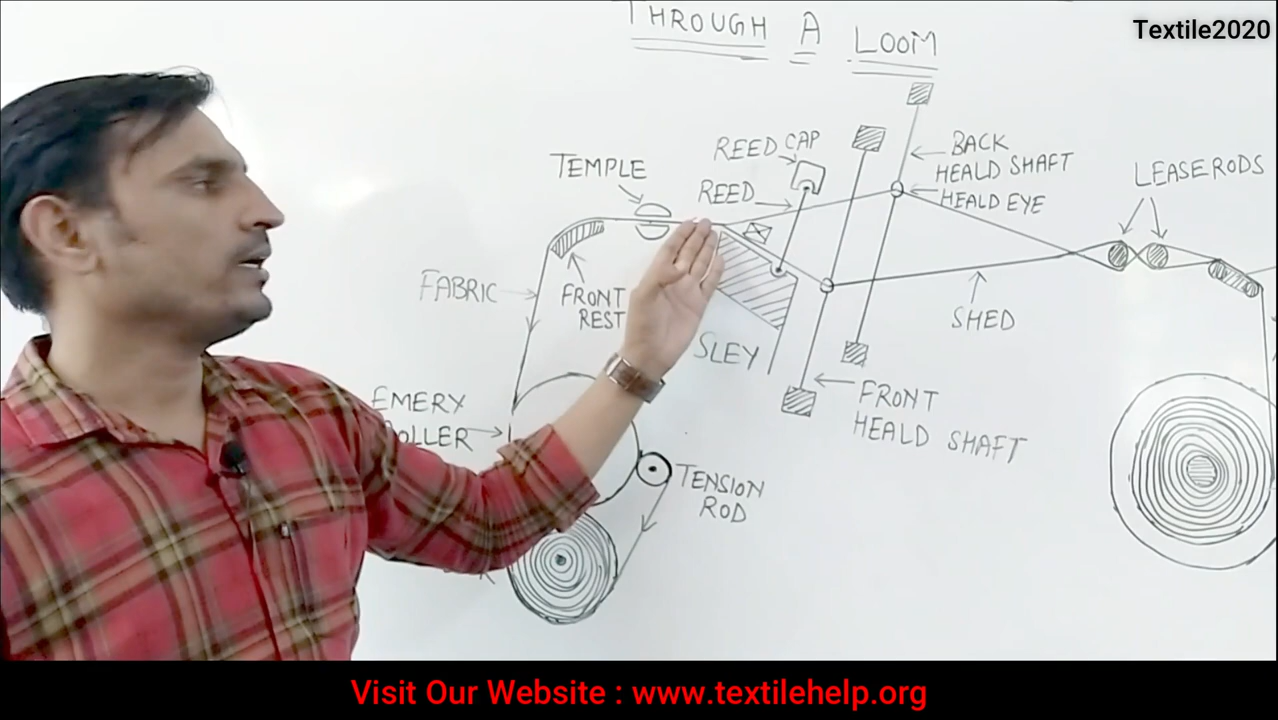 THROUGH A LOOM
Textile2020
REED CAP
BACK
HEALD SHAFT
HEALD EYE
LEASE RODS
TEMPLE
REED
FABRIC
FRONT
REST
SHED
SLEY
EMERY
FRONT
HEALD SHAFT
TENSION
ROD
Visit Our Website : www.textilehelp.org